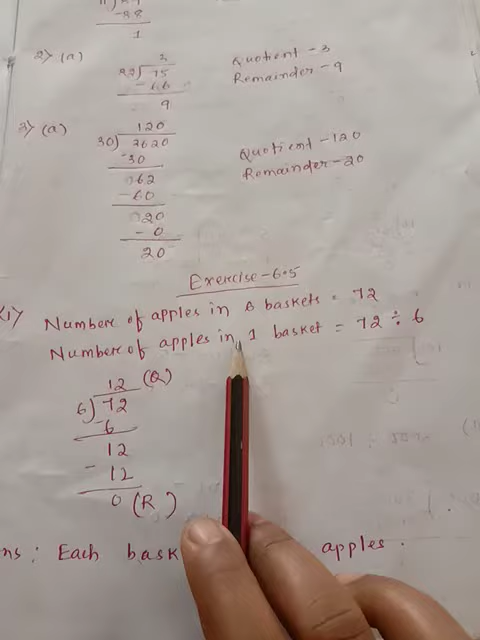 1
2) (a)
3
22) 75
- 66
9
Quotient - 3
Remainder - 9
3) (a)
120
30) 2620
-30
062
- 60
020
- 0
20
Quotient - 120
Remainder - 20
Exercise - 6.5
1) Number of apples in 6 baskets = 72
Number of apples in 1 basket = 72 ÷ 6
12 (Q)
6) 72
6
12
- 12
0 (R)
ns: Each bask apples.